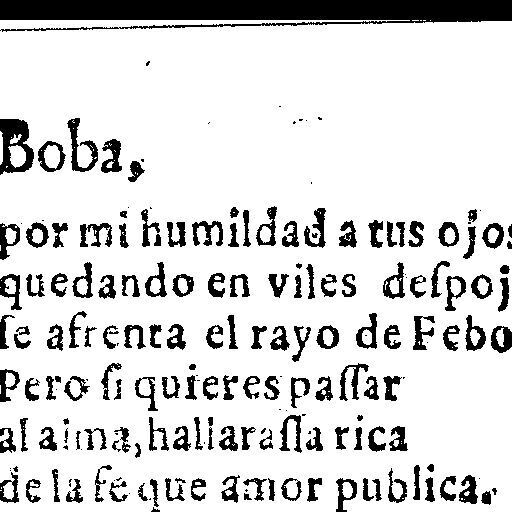 Boba,
por mi humildad a tus ojos
quedando en viles deſpoj
ſe afrenta el rayo de Febo
Pero ſi quieres paſſar
al alma, hallaraſſa rica
de la fe que amor publica.